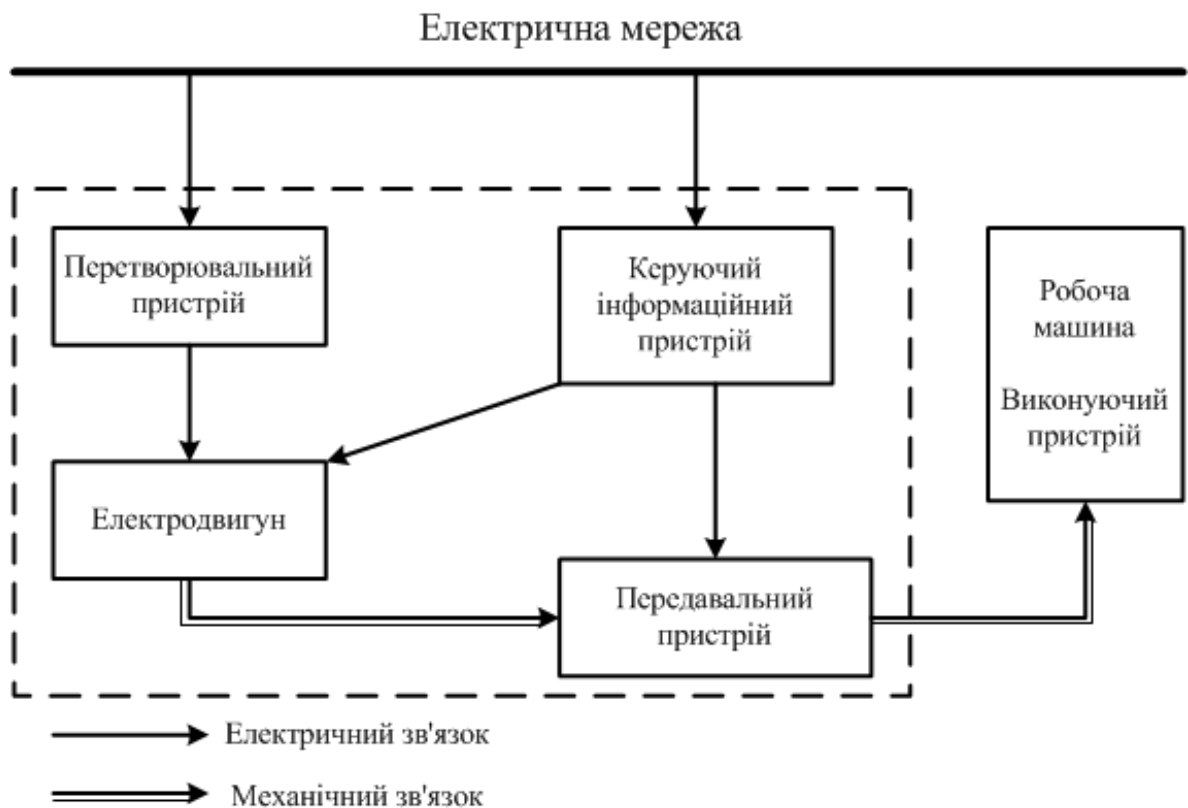 Електрична мережа
Перетворювальний
пристрій
Керуючий
інформаційний
пристрій
Робоча
машина
Виконуючий
пристрій
Електродвигун
Передавальний
пристрій
Електричний зв'язок
Механічний зв'язок